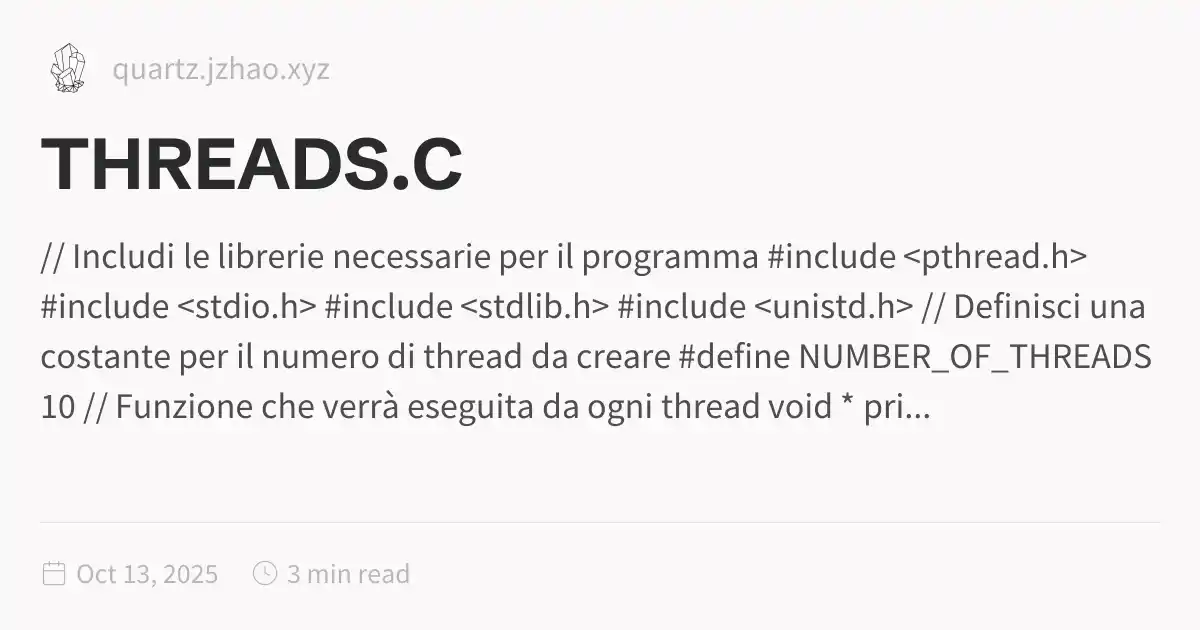 quartz.jzhao.xyz
THREADS.C
// Includi le librerie necessarie per il programma #include <pthread.h>
#include <stdio.h> #include <stdlib.h> #include <unistd.h> // Definisci una
costante per il numero di thread da creare #define NUMBER_OF_THREADS
10 // Funzione che verrà eseguita da ogni thread void * pri...
Oct 13, 2025 3 min read